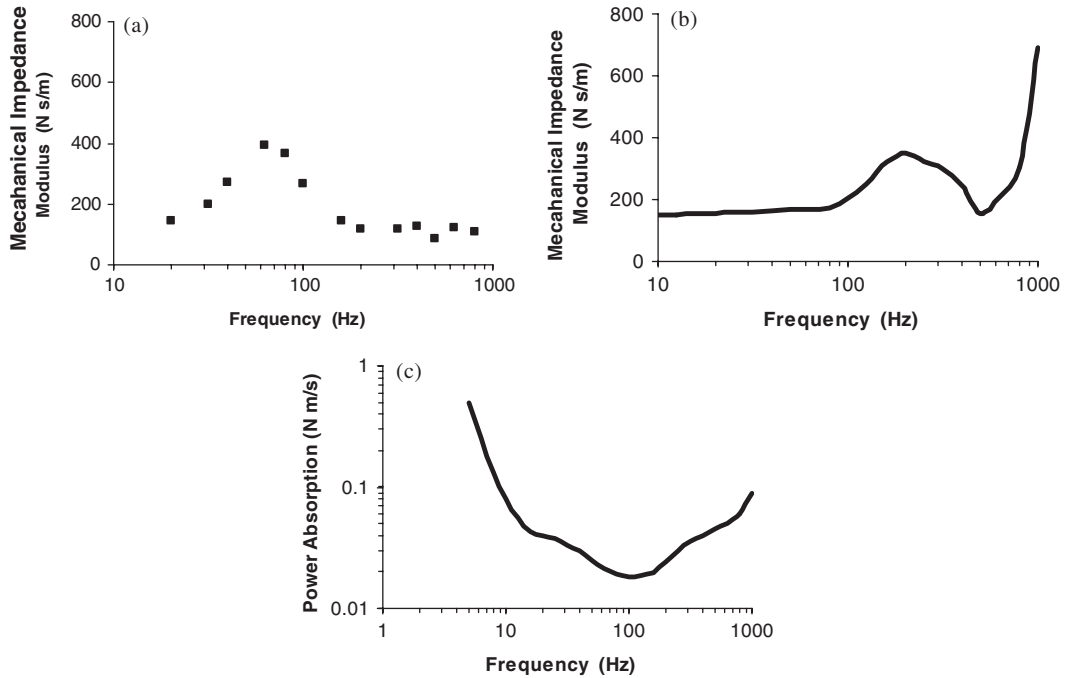 (a)
Mecahanical Impedance
Modulus (N s/m)
800
600
400
200
0
10
100
1000
Frequency (Hz)
(b)
Mechanical Impedance
Modulus (N s/m)
800
600
400
200
0
10
100
1000
Frequency (Hz)
(c)
Power Absorption (N m/s)
1
0.1
0.01
1
10
100
1000
Frequency (Hz)